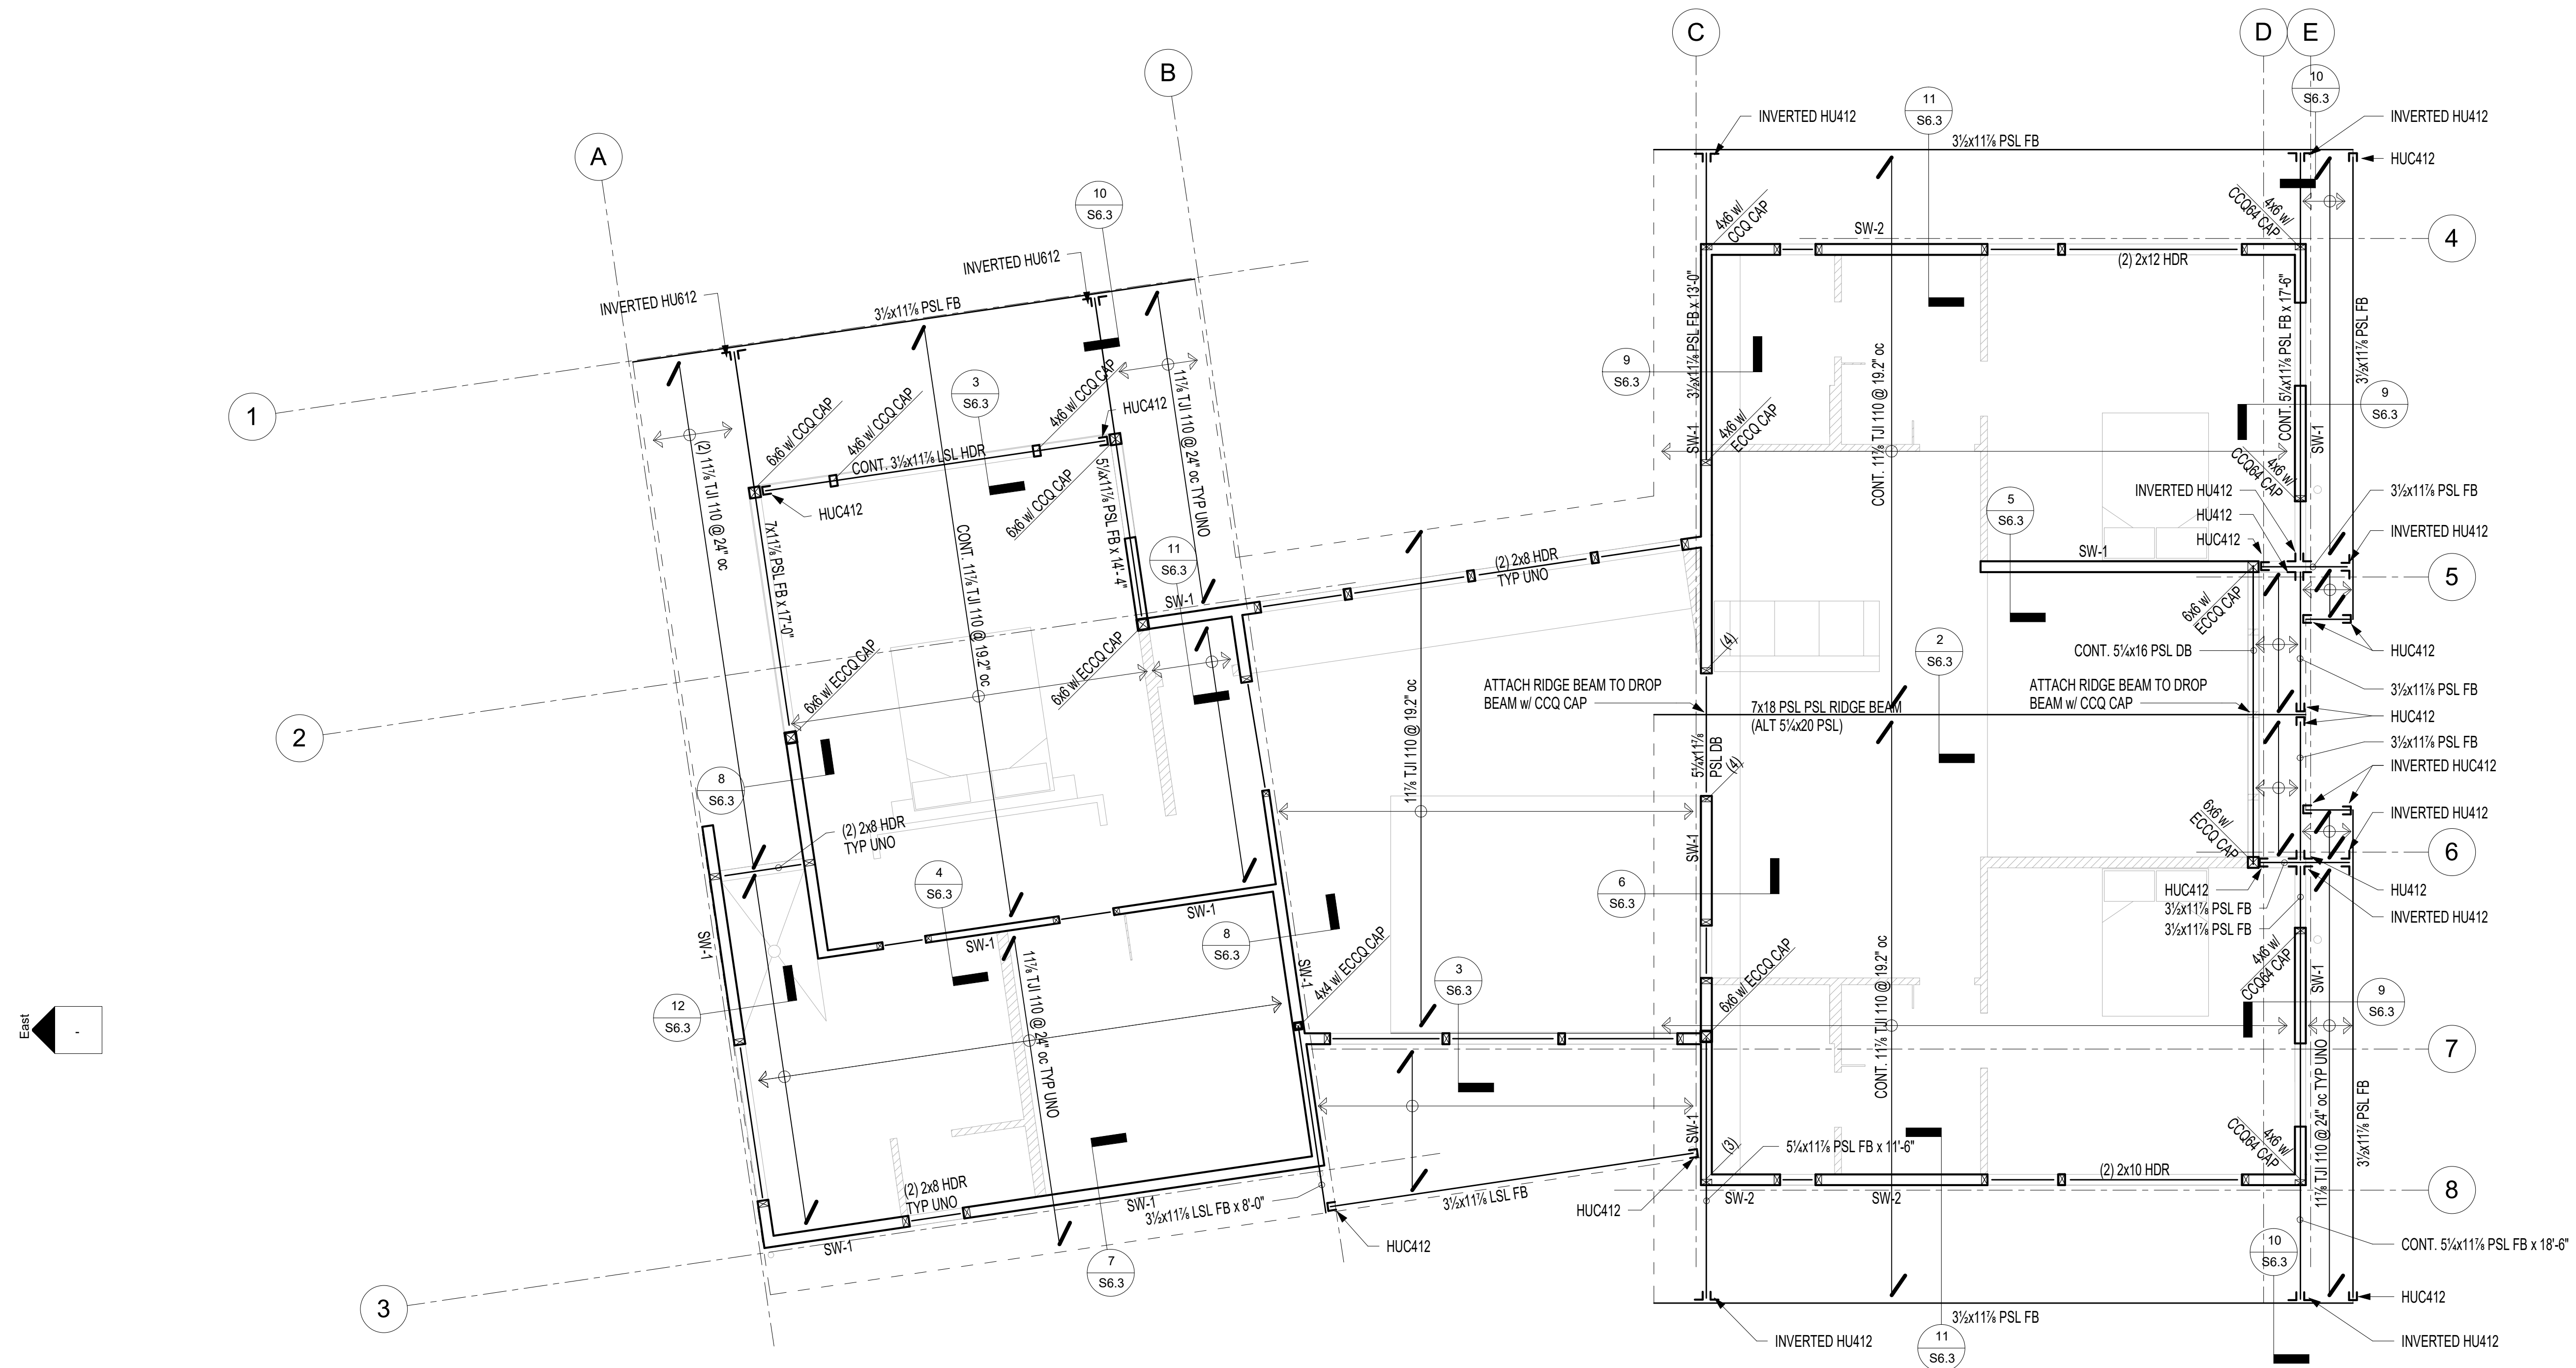 A
B
C
D
E
1
2
3
4
5
6
7
8
East
-
INVERTED HU612
INVERTED HU612
3½x11⅞ PSL FB
10
S6.3
3
S6.3
(2) 11⅞ TJI 110 @ 24" oc
6x6 w/ CCQ CAP
4x6 w/ CCQ CAP
4x6 w/ CCQ CAP
HUC412
CONT. 3½x11⅞ LSL HDR
HUC412
6x6 w/ CCQ CAP
11⅞ TJI 110 @ 24" oc TYP UNO
5¼x11⅞ PSL FB x 14'- 4"
7x11⅞ PSL FB x 17'-0"
CONT. 11⅞ TJI 110 @ 19.2" oc
11
S6.3
SW-1
6x6 w/ ECCQ CAP
6x6 w/ ECCQ CAP
8
S6.3
(2) 2x8 HDR
TYP UNO
4
S6.3
SW-1
SW-1
SW-1
8
S6.3
SW-1
4x4 w/ ECCQ CAP
12
S6.3
11⅞ TJI 110 @ 24" oc TYP UNO
(2) 2x8 HDR
TYP UNO
SW-1
SW-1
3½x11⅞ LSL FB x 8'-0"
7
S6.3
HUC412
3½x11⅞ LSL FB
HUC412
3
S6.3
(2) 2x8 HDR
TYP UNO
11⅞ TJI 110 @ 19.2" oc
ATTACH RIDGE BEAM TO DROP
BEAM w/ CCQ CAP
INVERTED HU412
11
S6.3
3½x11⅞ PSL FB
10
S6.3
INVERTED HU412
HUC412
4x6 w/
CCQ CAP
SW-2
(2) 2x12 HDR
4x6 w/
CCQ64 CAP
3½x11⅞ PSL FB x 13'-0"
SW-1
9
S6.3
4x6 w/
ECCQ CAP
CONT. 11⅞ TJI 110 @ 19.2" oc
CONT. 5¼x11⅞ PSL FB x 17'-6"
3½x11⅞ PSL FB
9
S6.3
SW-1
4x6 w/
CCQ64 CAP
INVERTED HU412
HU412
HUC412
3½x11⅞ PSL FB
INVERTED HU412
5
S6.3
SW-1
6x6 w/
ECCQ CAP
(4)
2
S6.3
CONT. 5¼x16 PSL DB
HUC412
ATTACH RIDGE BEAM TO DROP
BEAM w/ CCQ CAP
3½x11⅞ PSL FB
7x18 PSL PSL RIDGE BEAM
(ALT 5¼x20 PSL)
HUC412
3½x11⅞ PSL FB
INVERTED HUC412
5¼x11⅞
PSL DB
(4)
6x6 w/
ECCQ CAP
INVERTED HU412
SW-1
6
S6.3
HUC412
HU412
3½x11⅞ PSL FB
INVERTED HU412
3½x11⅞ PSL FB
6x6 w/ ECCQ CAP
CONT. 11⅞ TJI 110 @ 19.2" oc
4x6 w/
CCQ64 CAP
SW-1
9
S6.3
SW-1
(3)
5¼x11⅞ PSL FB x 11'-6"
(2) 2x10 HDR
4x6 w/
CCQ64 CAP
11⅞ TJI 110 @ 24" oc TYP UNO
3½x11⅞ PSL FB
SW-2
SW-2
CONT. 5¼x11⅞ PSL FB x 18'-6"
10
S6.3
HUC412
3½x11⅞ PSL FB
INVERTED HU412
11
S6.3
INVERTED HU412